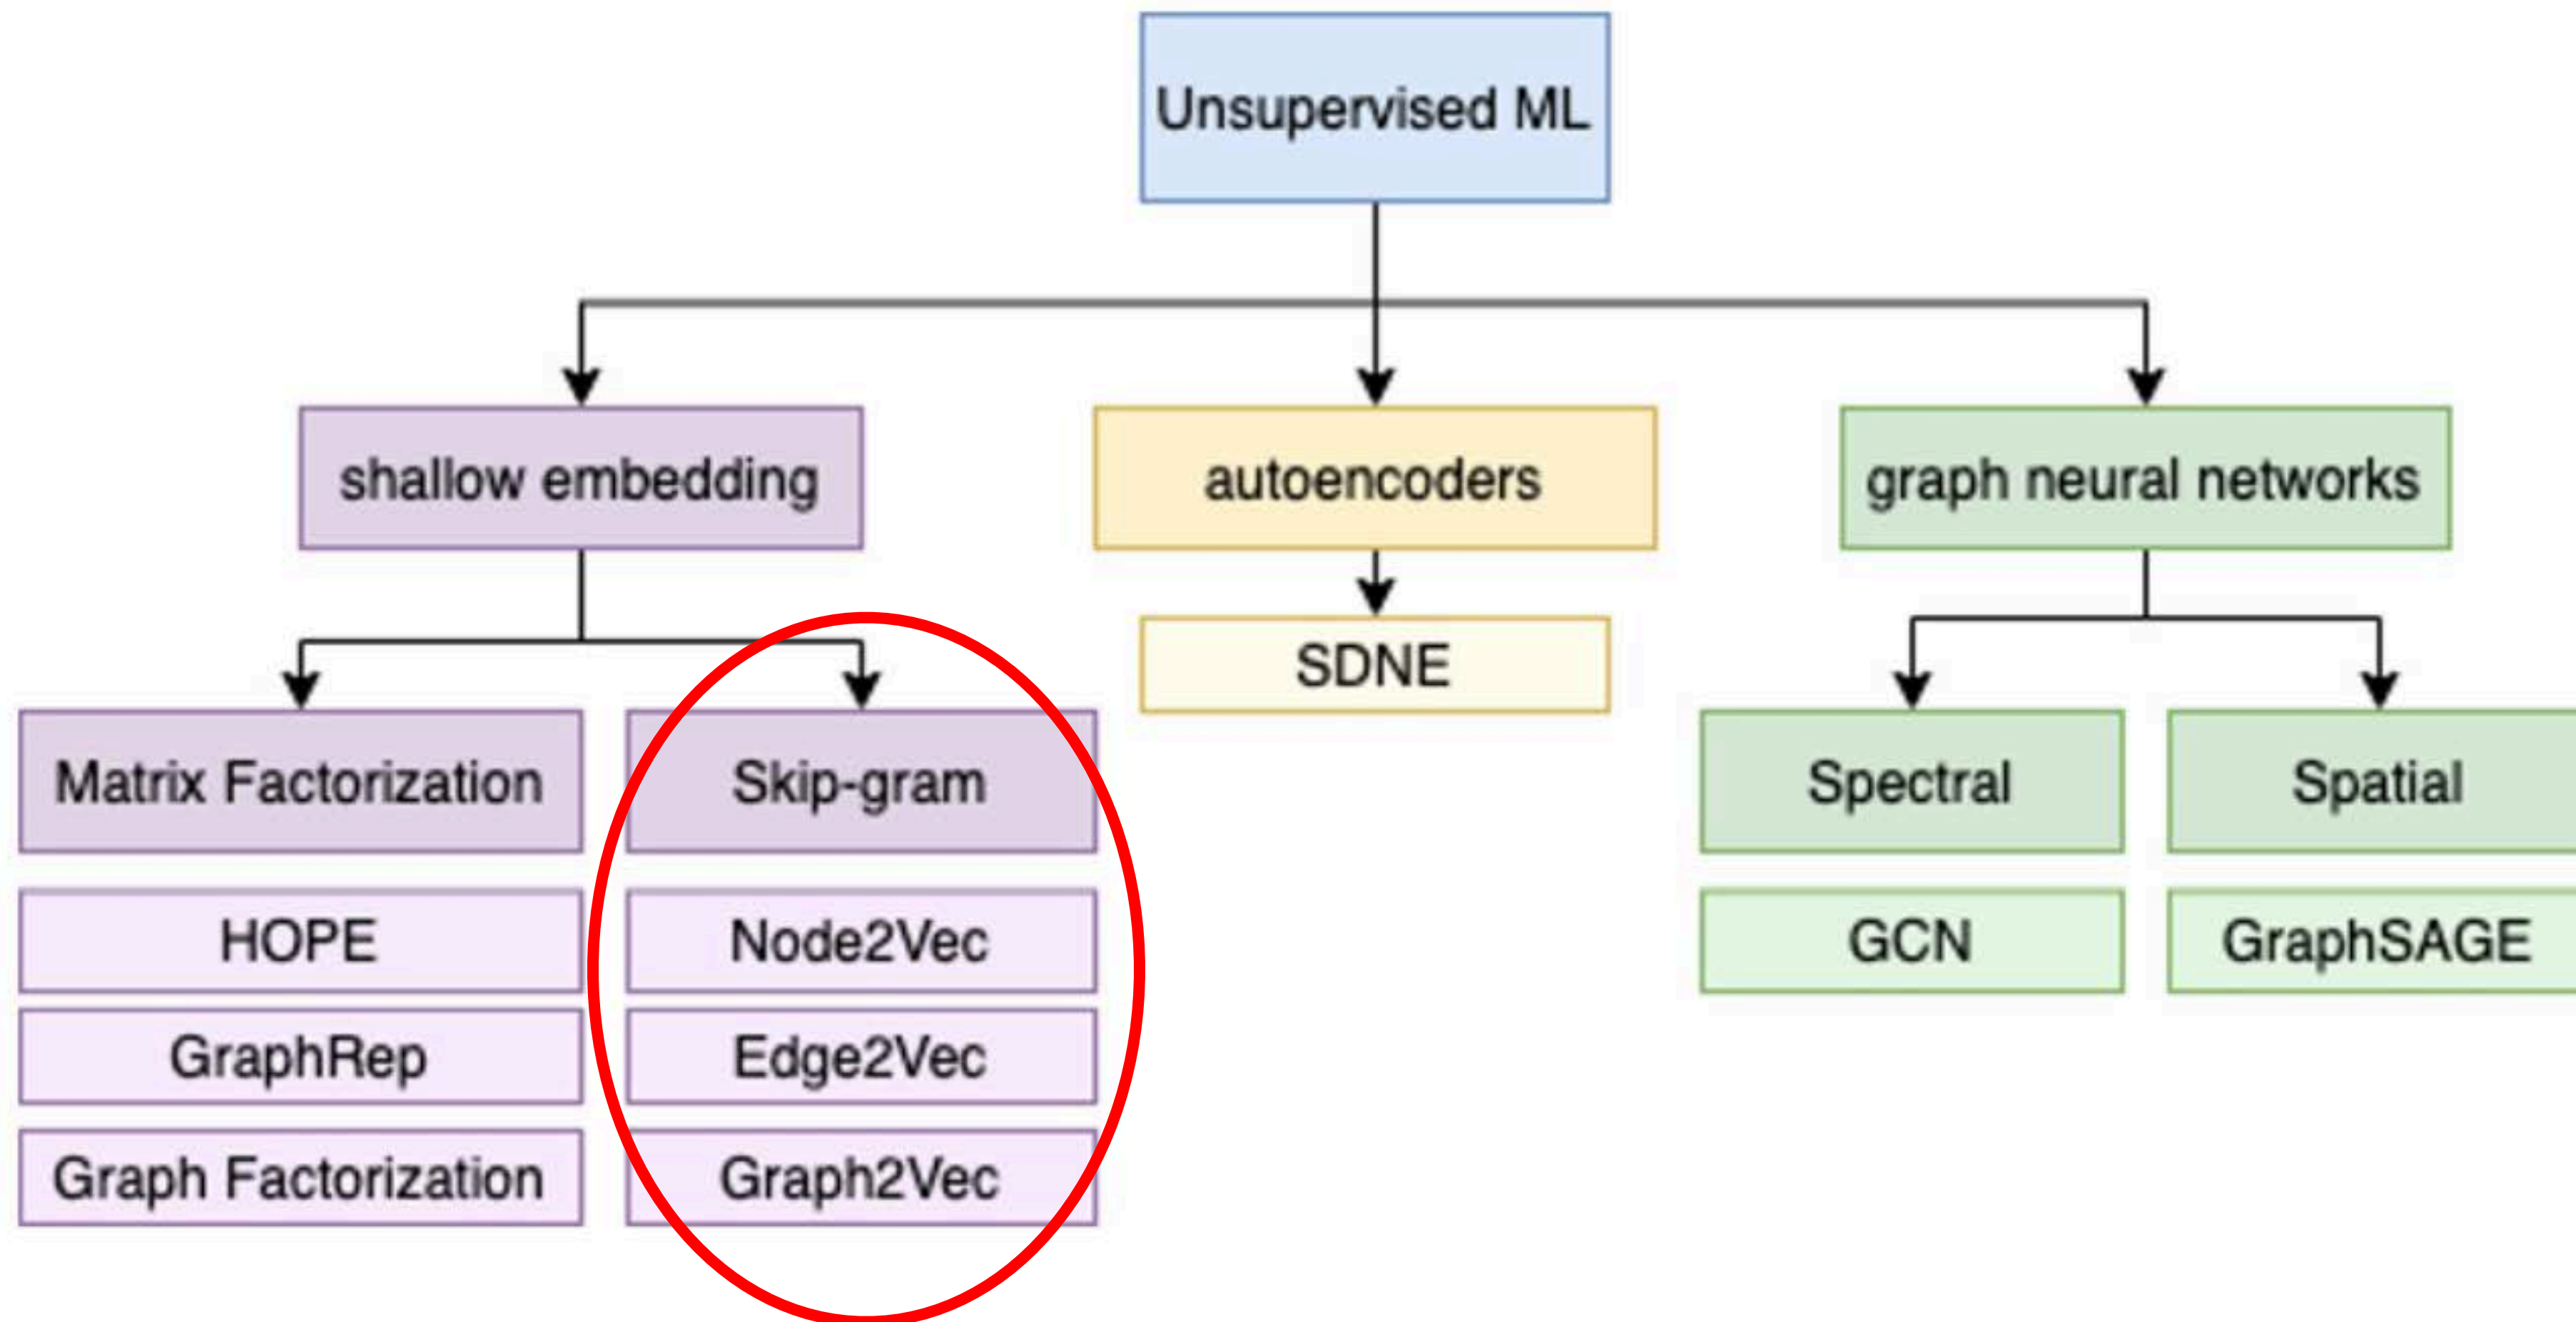 Unsupervised ML
shallow embedding
autoencoders
graph neural networks
SDNE
Matrix Factorization
Skip-gram
Spectral
Spatial
HOPE
Node2Vec
GCN
GraphSAGE
GraphRep
Edge2Vec
Graph Factorization
Graph2Vec